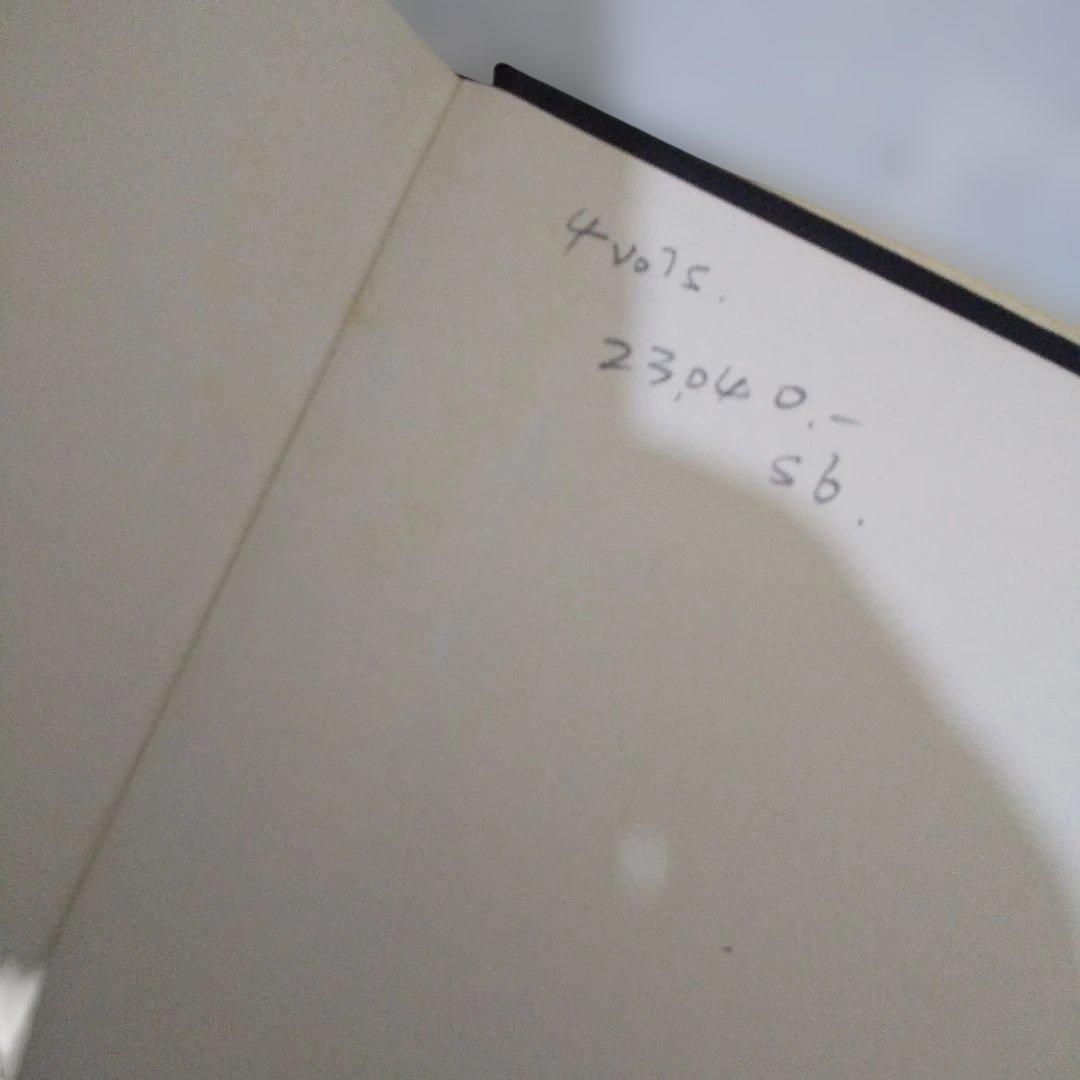 4 vols.
23,040.-
sb.